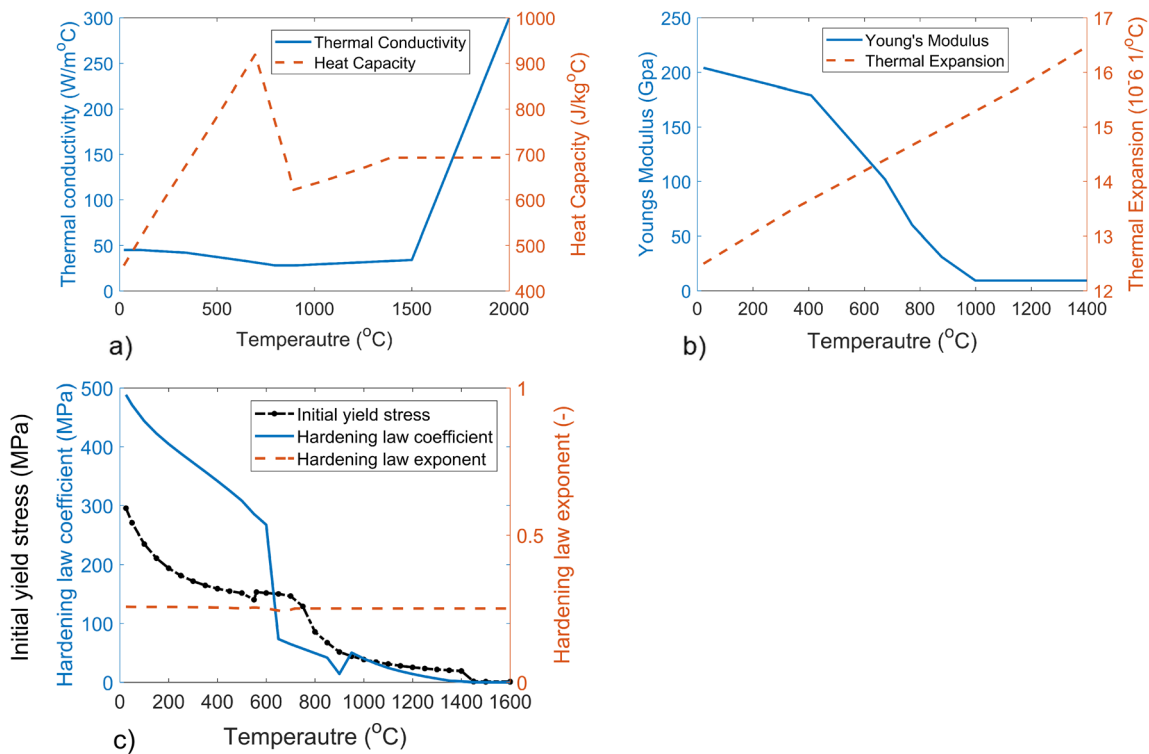 300
250
200
150
100
50
0
Thermal conductivity (W/m°C)
Thermal Conductivity
Heat Capacity
1000
900
800
700
600
500
400
Heat Capacity (J/kg°C)
0 500 1000 1500 2000
Temperautre (°C)
a)
250
200
150
100
50
0
Youngs Modulus (Gpa)
Young's Modulus
Thermal Expansion
17
16
15
14
13
12
Thermal Expansion (10-6 1/°C)
0 200 400 600 800 1000 1200 1400
Temperautre (°C)
b)
Initial yield stress (MPa)
Hardening law coefficient (MPa)
500
400
300
200
100
0
Initial yield stress
Hardening law coefficient
Hardening law exponent
1
0.5
0
Hardening law exponent (-)
0 200 400 600 800 1000 1200 1400 1600
Temperautre (°C)
c)